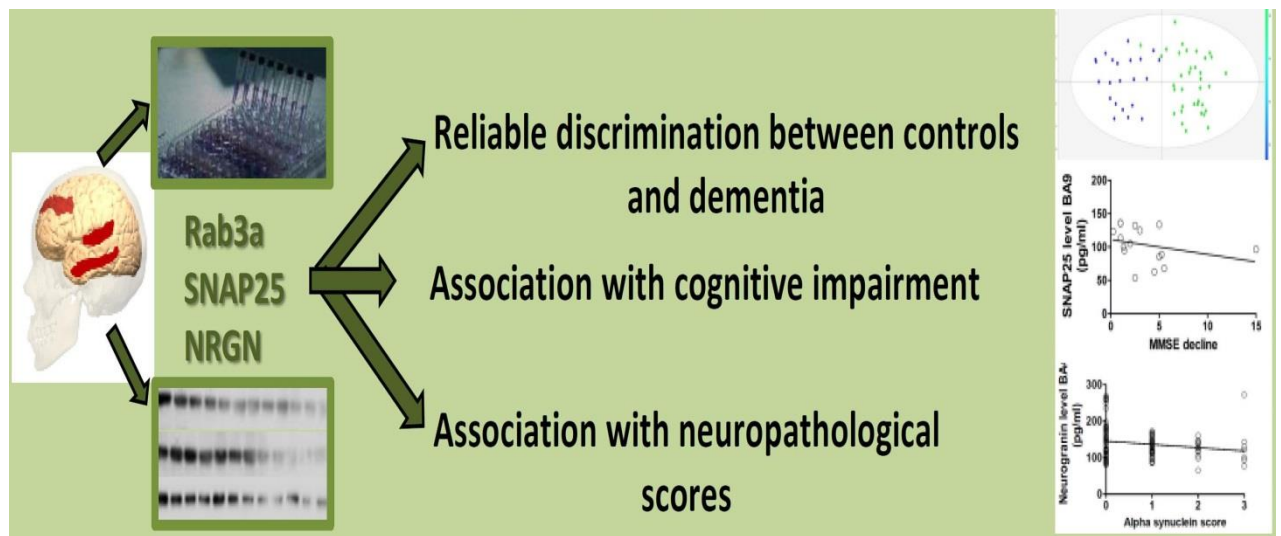 Rab3a
SNAP25
NRGN
Reliable discrimination between controls
and dementia
Association with cognitive impairment
Association with neuropathological
scores
SNAP25 level BA9
(pg/ml)
200
150
100
50
0
0 5 10 15
MMSE decline
Neurogranin level BA
(pg/ml)
300
200
100
0
0 1 2 3
Alpha synuclein score